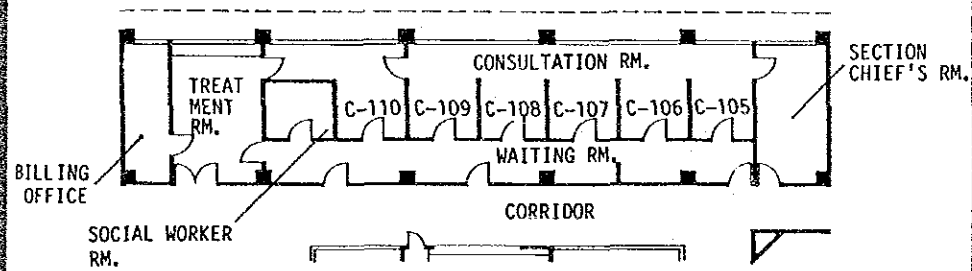 CONSULTATION RM.
SECTION
CHIEF'S RM.
TREAT
MENT
RM.
C-110 C-109 C-108 C-107 C-106 C-105
WAITING RM.
BILLING
OFFICE
CORRIDOR
SOCIAL WORKER
RM.